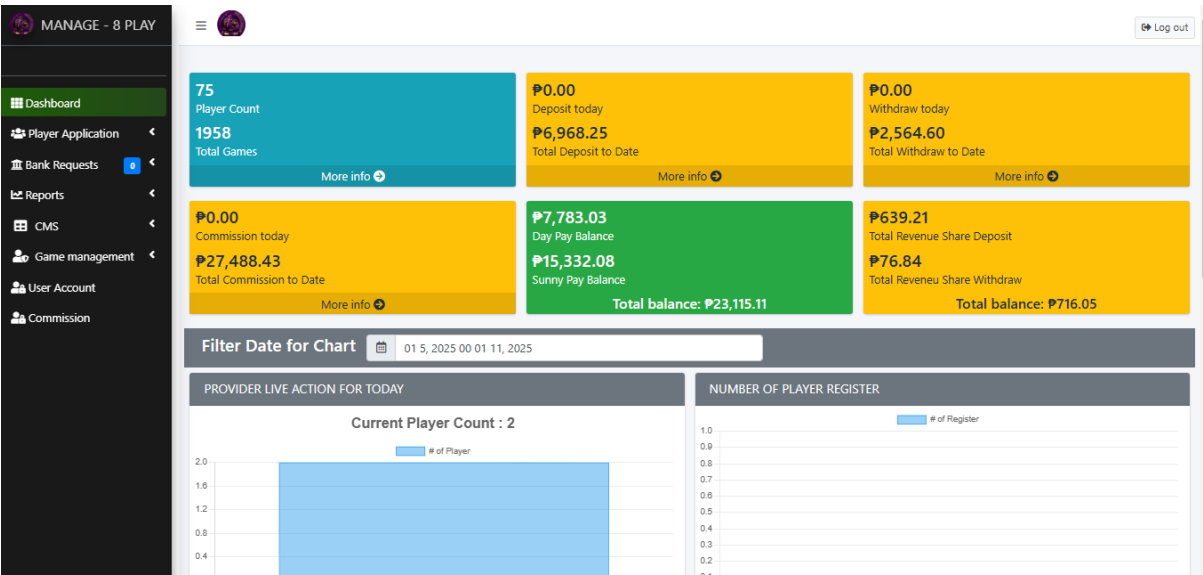 MANAGE - 8 PLAY
Log out
Dashboard
Player Application
Bank Requests 0
Reports
CMS
Game management
User Account
Commission
75
Player Count
1958
Total Games
More info
₱0.00
Deposit today
₱6,968.25
Total Deposit to Date
More info
₱0.00
Withdraw today
₱2,564.60
Total Withdraw to Date
More info
₱0.00
Commission today
₱27,488.43
Total Commission to Date
More info
₱7,783.03
Day Pay Balance
₱15,332.08
Sunny Pay Balance
Total balance: ₱23,115.11
₱639.21
Total Revenue Share Deposit
₱76.84
Total Reveneu Share Withdraw
Total balance: ₱716.05
Filter Date for Chart 01 5, 2025 00 01 11, 2025
PROVIDER LIVE ACTION FOR TODAY
Current Player Count : 2
# of Player
2.0
1.6
1.2
0.8
0.4
NUMBER OF PLAYER REGISTER
# of Register
1.0
0.9
0.8
0.7
0.6
0.5
0.4
0.3
0.2